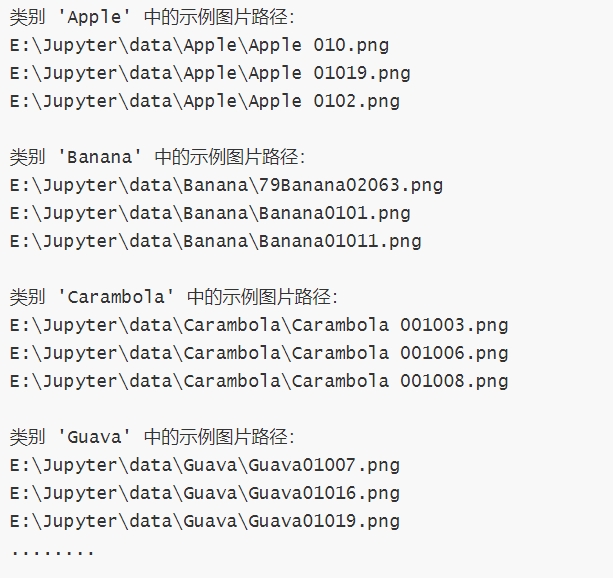 类别 'Apple' 中的示例图片路径：
E:\Jupyter\data\Apple\Apple 010.png
E:\Jupyter\data\Apple\Apple 01019.png
E:\Jupyter\data\Apple\Apple 0102.png
类别 'Banana' 中的示例图片路径：
E:\Jupyter\data\Banana\79Banana02063.png
E:\Jupyter\data\Banana\Banana0101.png
E:\Jupyter\data\Banana\Banana01011.png
类别 'Carambola' 中的示例图片路径：
E:\Jupyter\data\Carambola\Carambola 001003.png
E:\Jupyter\data\Carambola\Carambola 001006.png
E:\Jupyter\data\Carambola\Carambola 001008.png
类别 'Guava' 中的示例图片路径：
E:\Jupyter\data\Guava\Guava01007.png
E:\Jupyter\data\Guava\Guava01016.png
E:\Jupyter\data\Guava\Guava01019.png
........